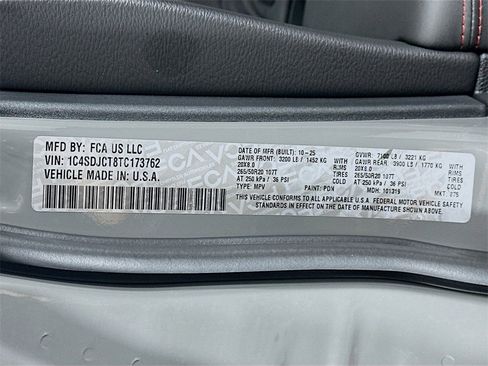 MFD BY: FCA US LLC
VIN: 1C4SDJCT8TC173762
VEHICLE MADE IN: U.S.A.
DATE OF MFR (BUILT): 10-25 GVWR: 7100 LB / 3221 KG
GAWR FRONT: 3200 LB / 1452 KG GAWR REAR: 3900 LB / 1770 KG
20X8.0 RIMS 20X8.0 RIMS
265/50R20 107T TIRES 265/50R20 107T TIRES
AT 250 kPa / 36 PSI AT 250 kPa / 36 PSI
TYPE: MPV PAINT: PDN MDH: 101319 MKT:
THIS VEHICLE CONFORMS TO ALL APPLICABLE U.S.A. FEDERAL MOTOR VEHICLE SAFETY
STANDARDS IN EFFECT ON THE DATE OF MANUFACTURE SHOWN ABOVE.